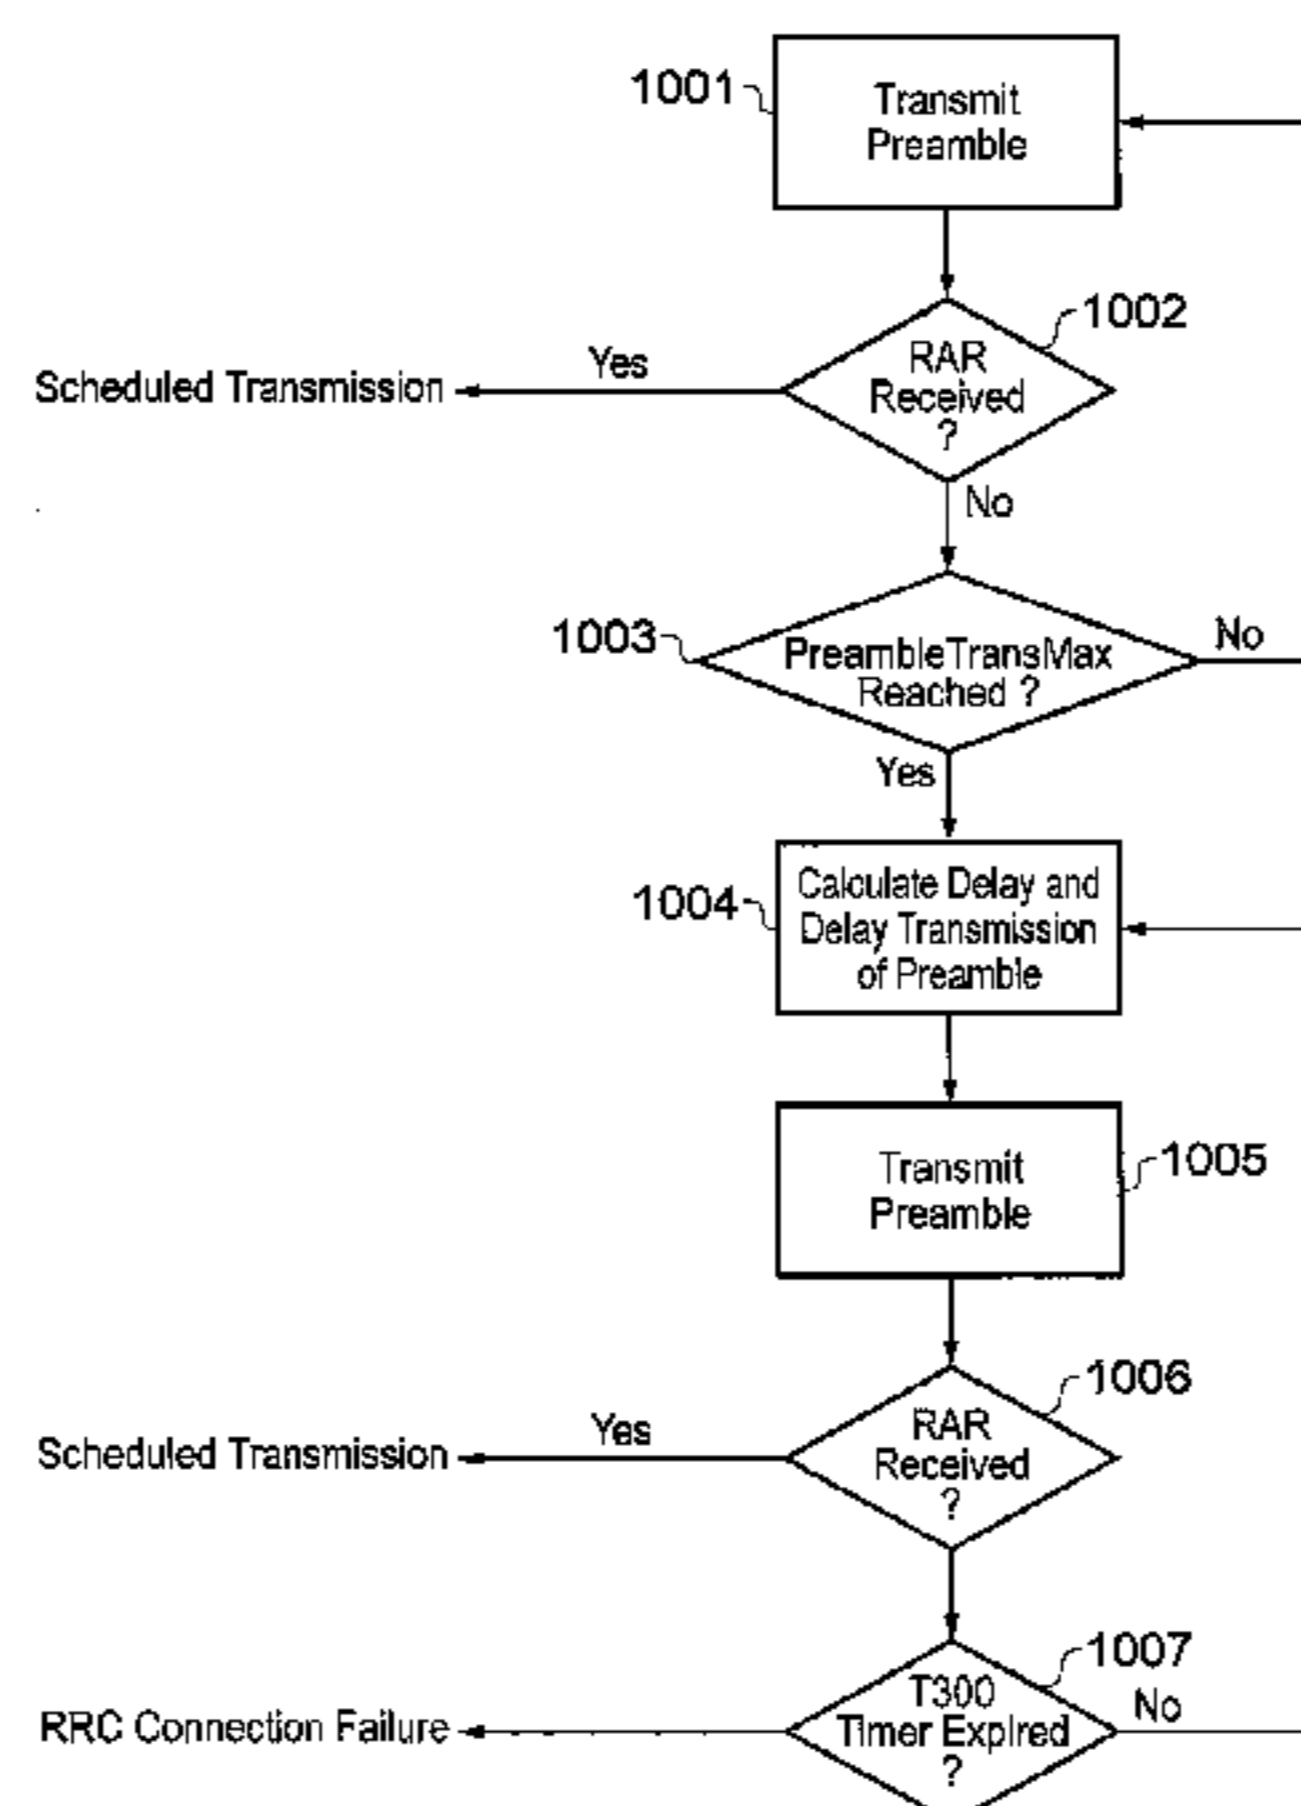 1001
Transmit
Preamble
1002
RAR
Received
?
Yes
Scheduled Transmission
No
1003
PreambleTransMax
Reached ?
No
Yes
1004
Calculate Delay and
Delay Transmission
of Preamble
Transmit
Preamble
1005
1006
RAR
Received
?
Yes
Scheduled Transmission
1007
T300
Timer Expired
?
No
RRC Connection Failure